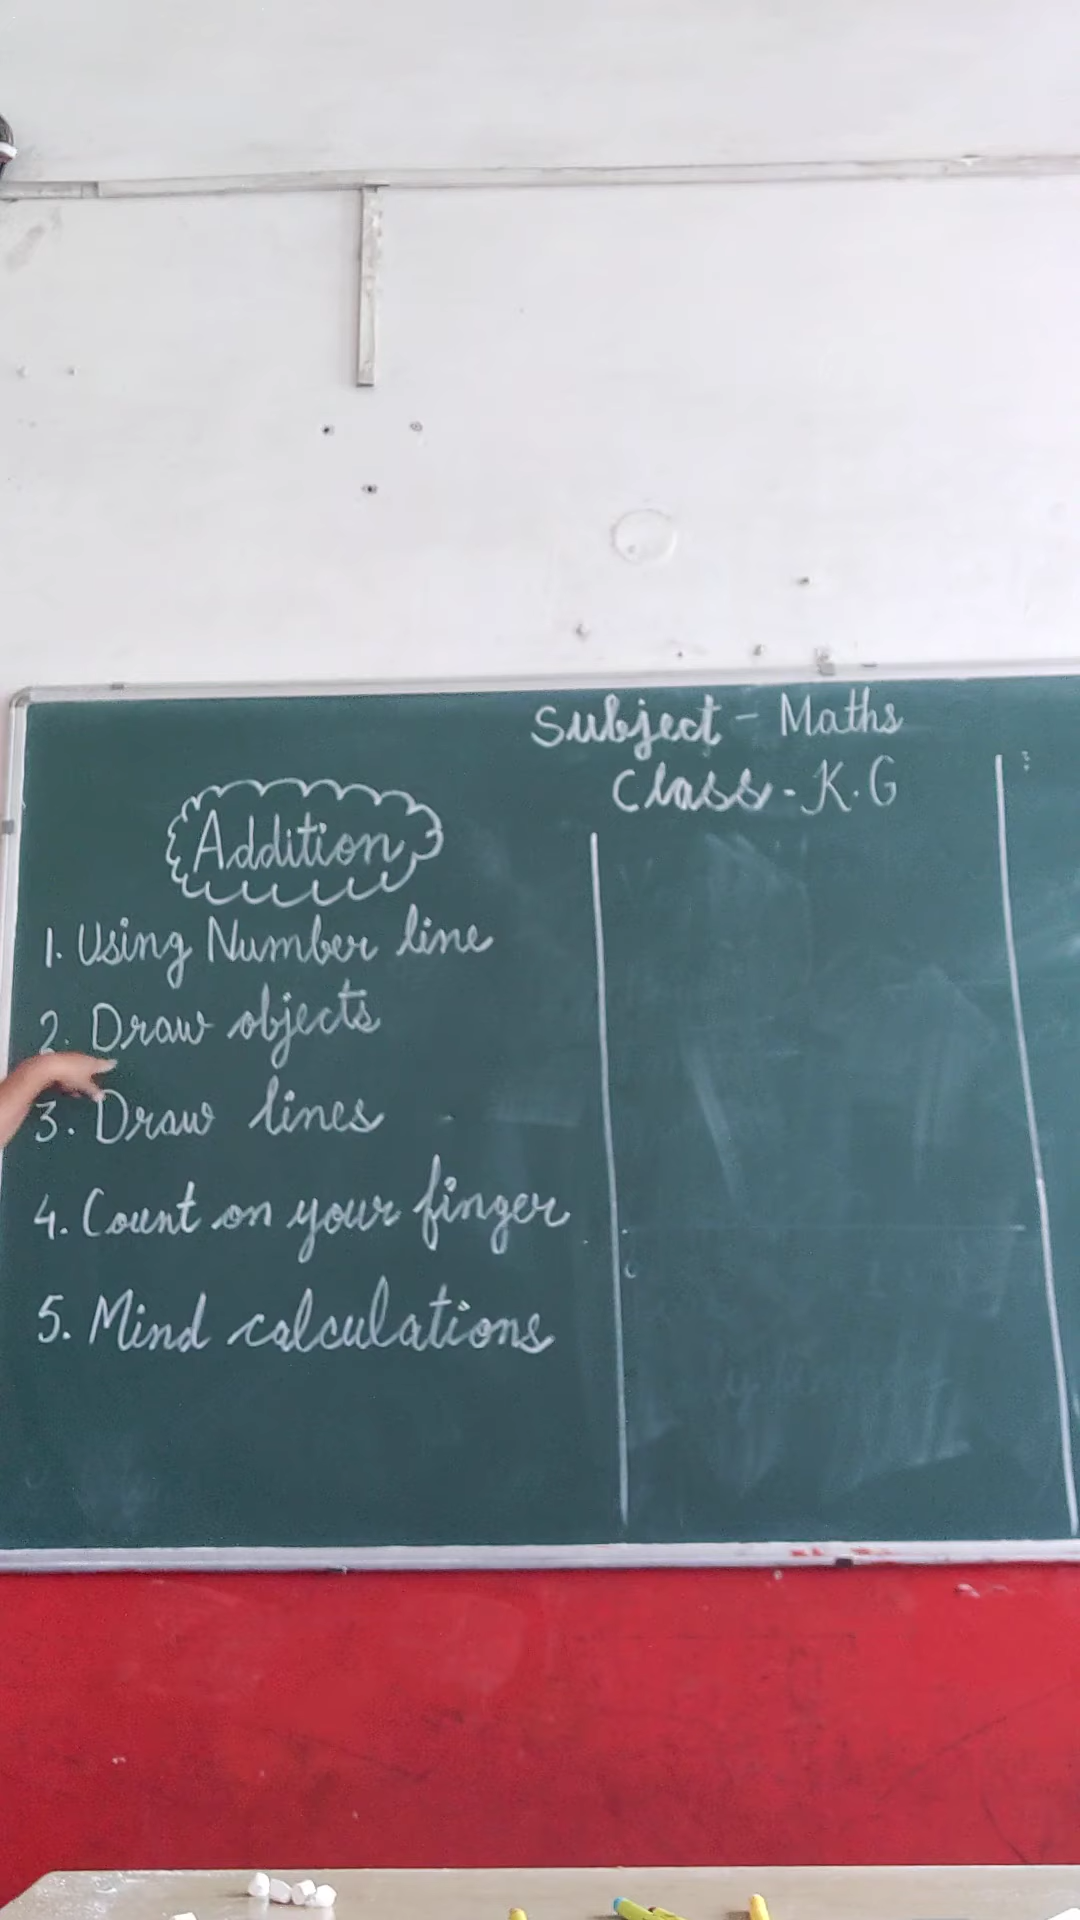 Subject - Maths
Class - K.G
Addition
1. Using Number line
2. Draw objects
3. Draw lines
4. Count on your finger
5. Mind calculations